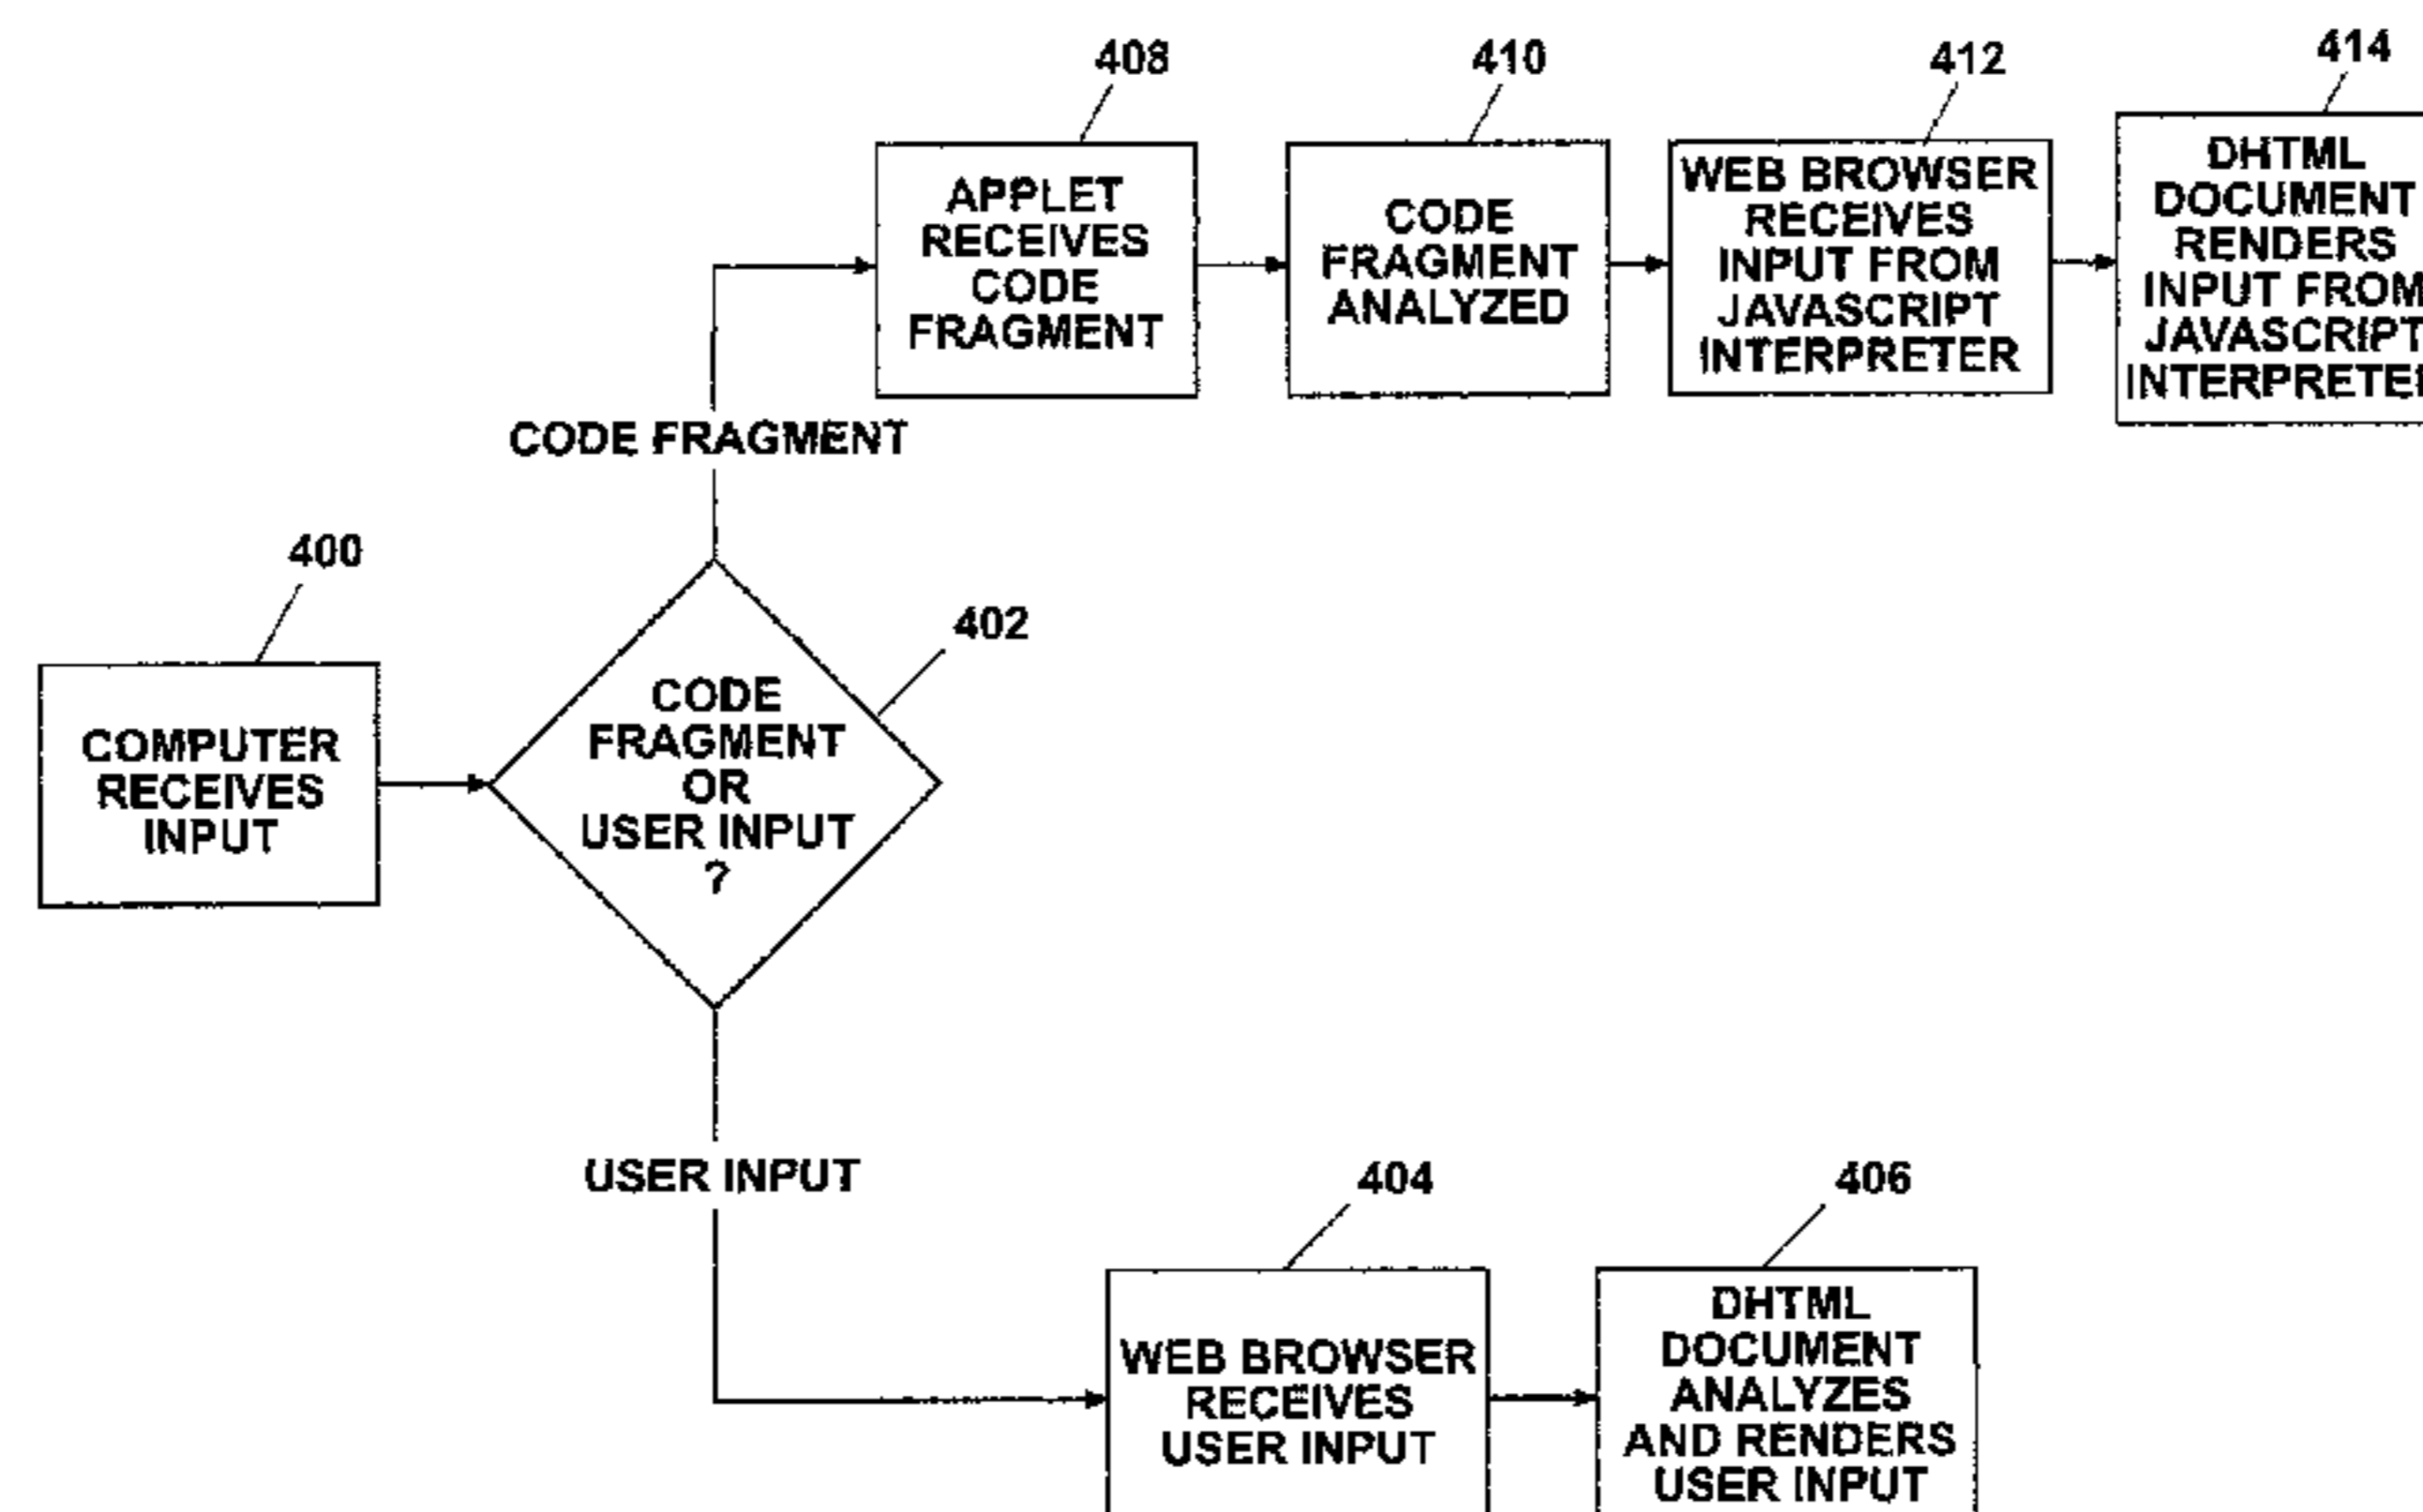 408
APPLET
RECEIVES
CODE
FRAGMENT
410
CODE
FRAGMENT
ANALYZED
412
WEB BROWSER
RECEIVES
INPUT FROM
JAVASCRIPT
INTERPRETER
414
DHTML
DOCUMENT
RENDERS
INPUT FROM
JAVASCRIPT
INTERPRETE
CODE FRAGMENT
400
COMPUTER
RECEIVES
INPUT
402
CODE
FRAGMENT
OR
USER INPUT
?
USER INPUT
404
WEB BROWSER
RECEIVES
USER INPUT
406
DHTML
DOCUMENT
ANALYZES
AND RENDERS
USER INPUT